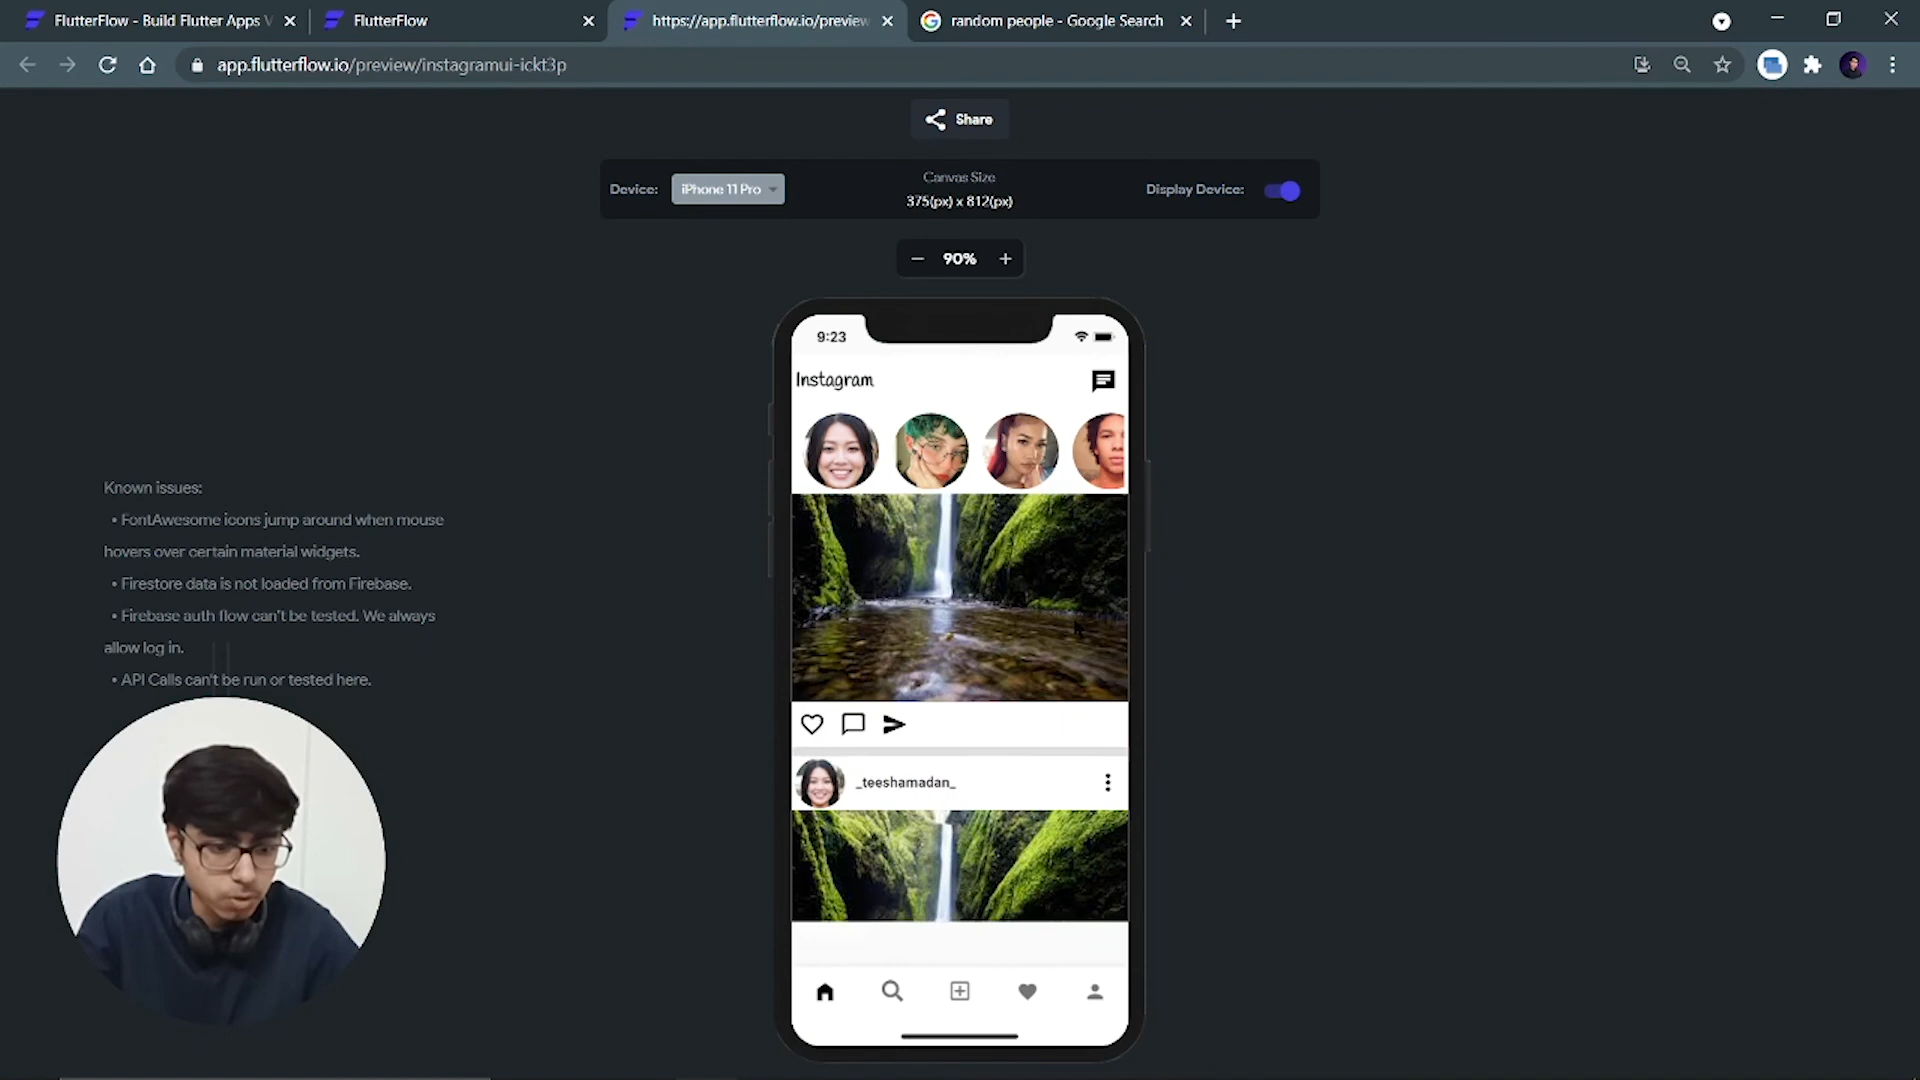 FlutterFlow - Build Flutter Apps V
FlutterFlow
https://app.flutterflow.io/preview
random people - Google Search
app.flutterflow.io/preview/instagramui-ickt3p
Share
Device:
iPhone 11 Pro
Canvas Size
375(px) x 812(px)
Display Device:
90%
9:23
Instagram
Known issues:
• FontAwesome icons jump around when mouse
hovers over certain material widgets.
• Firestore data is not loaded from Firebase.
• Firebase auth flow can't be tested. We always
allow log in.
• API Calls can't be run or tested here.
_teeshamadan_